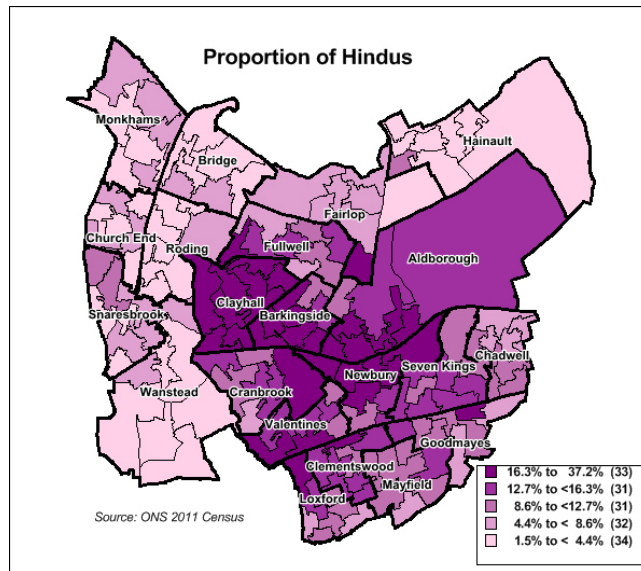 Proportion of Hindus
Monkhams
Hainault
Bridge
Fairlop
Church End
Roding
Fullwell
Aldborough
Clayhall
Snaresbrook
Barkingside
Chadwell
Newbury
Seven Kings
Wanstead
Cranbrook
Valentines
Goodmayes
Clementswood
Mayfield
Loxford
16.3% to 37.2% (33)
12.7% to <16.3% (31)
8.6% to <12.7% (31)
4.4% to < 8.6% (32)
1.5% to < 4.4% (34)
Source: ONS 2011 Census